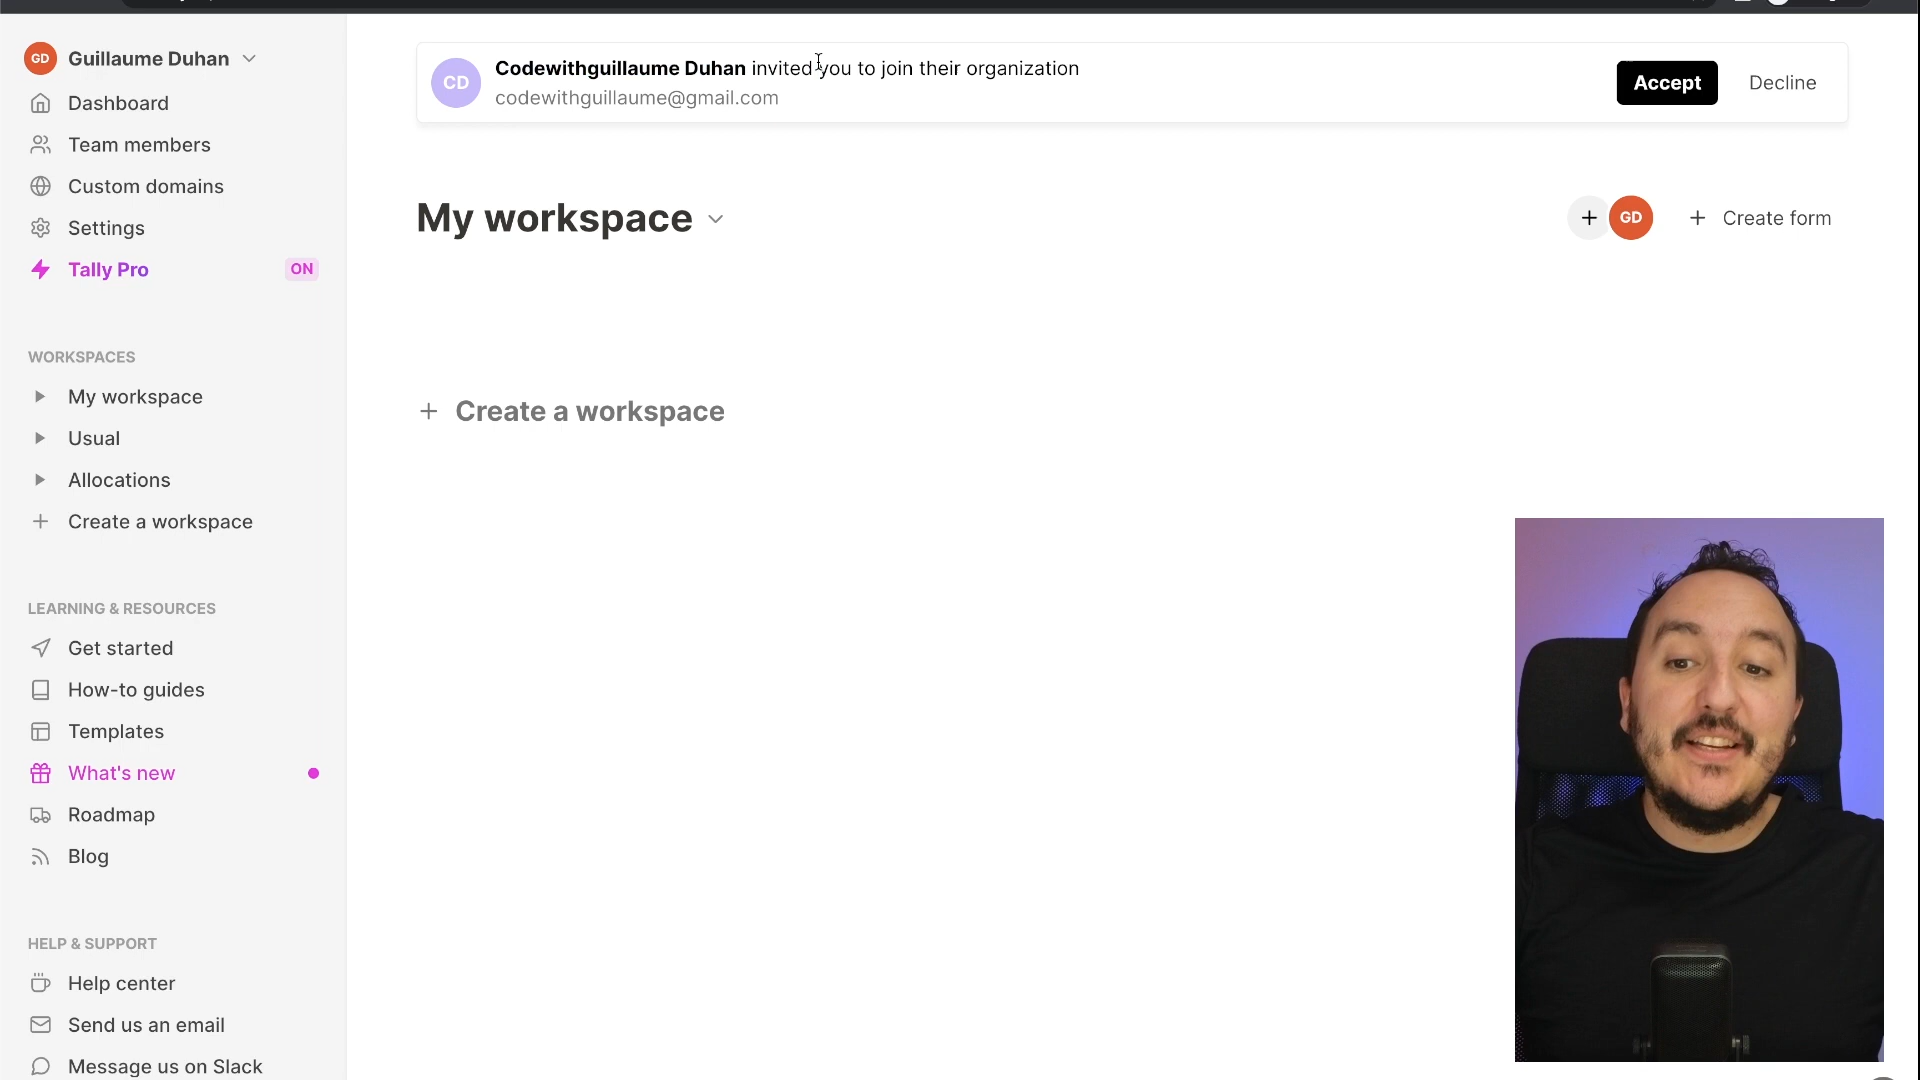 GD Guillaume Duhan
Dashboard
Team members
Custom domains
Settings
Tally Pro ON
WORKSPACES
My workspace
Usual
Allocations
Create a workspace
LEARNING & RESOURCES
Get started
How-to guides
Templates
What's new
Roadmap
Blog
HELP & SUPPORT
Help center
Send us an email
Message us on Slack
CD Codewithguillaume Duhan invited you to join their organization
codewithguillaume@gmail.com
Accept Decline
My workspace
GD Create form
Create a workspace